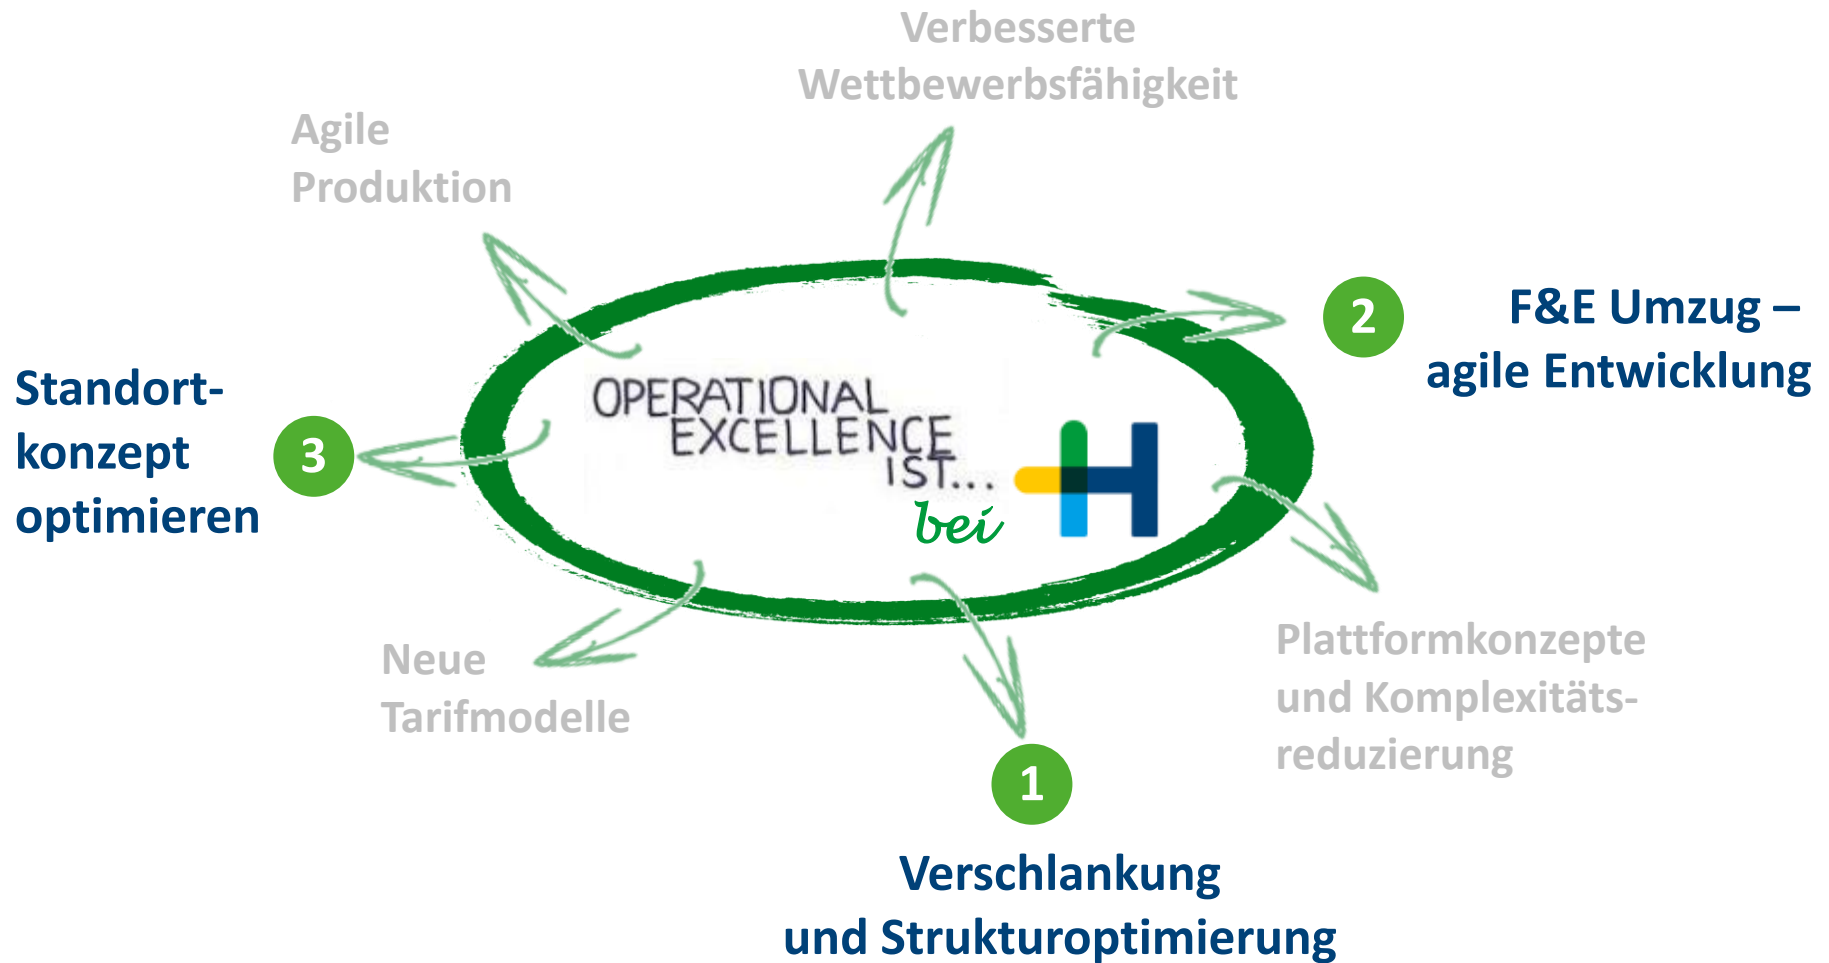 Verbesserte
Wettbewerbsfähigkeit
Agile
Produktion
2
F&E Umzug –
agile Entwicklung
Standort-
konzept
optimieren
3
OPERATIONAL
EXCELLENCE
IST...
bei
H
Neue
Tarifmodelle
Plattformkonzepte
und Komplexitäts-
reduzierung
1
Verschlankung
und Strukturoptimierung